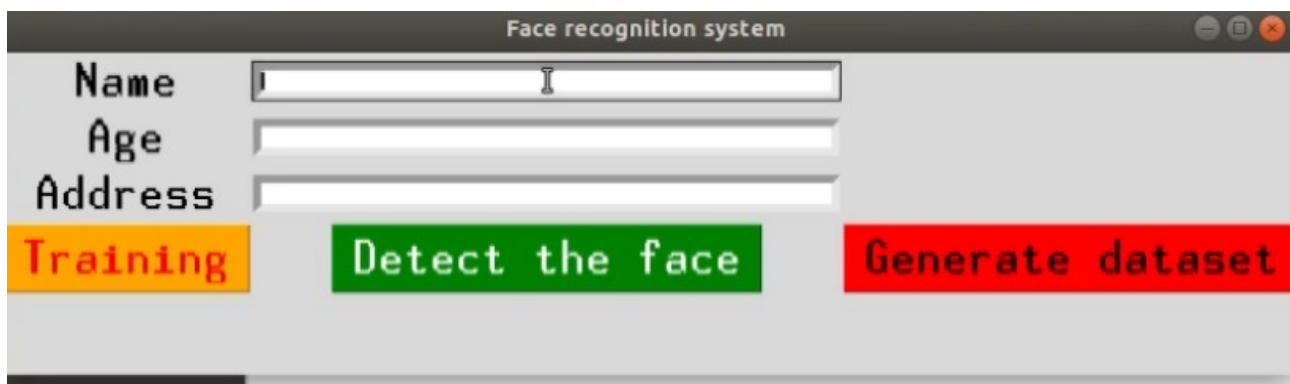 Face recognition system
Name
Age
Address
Training Detect the face Generate dataset